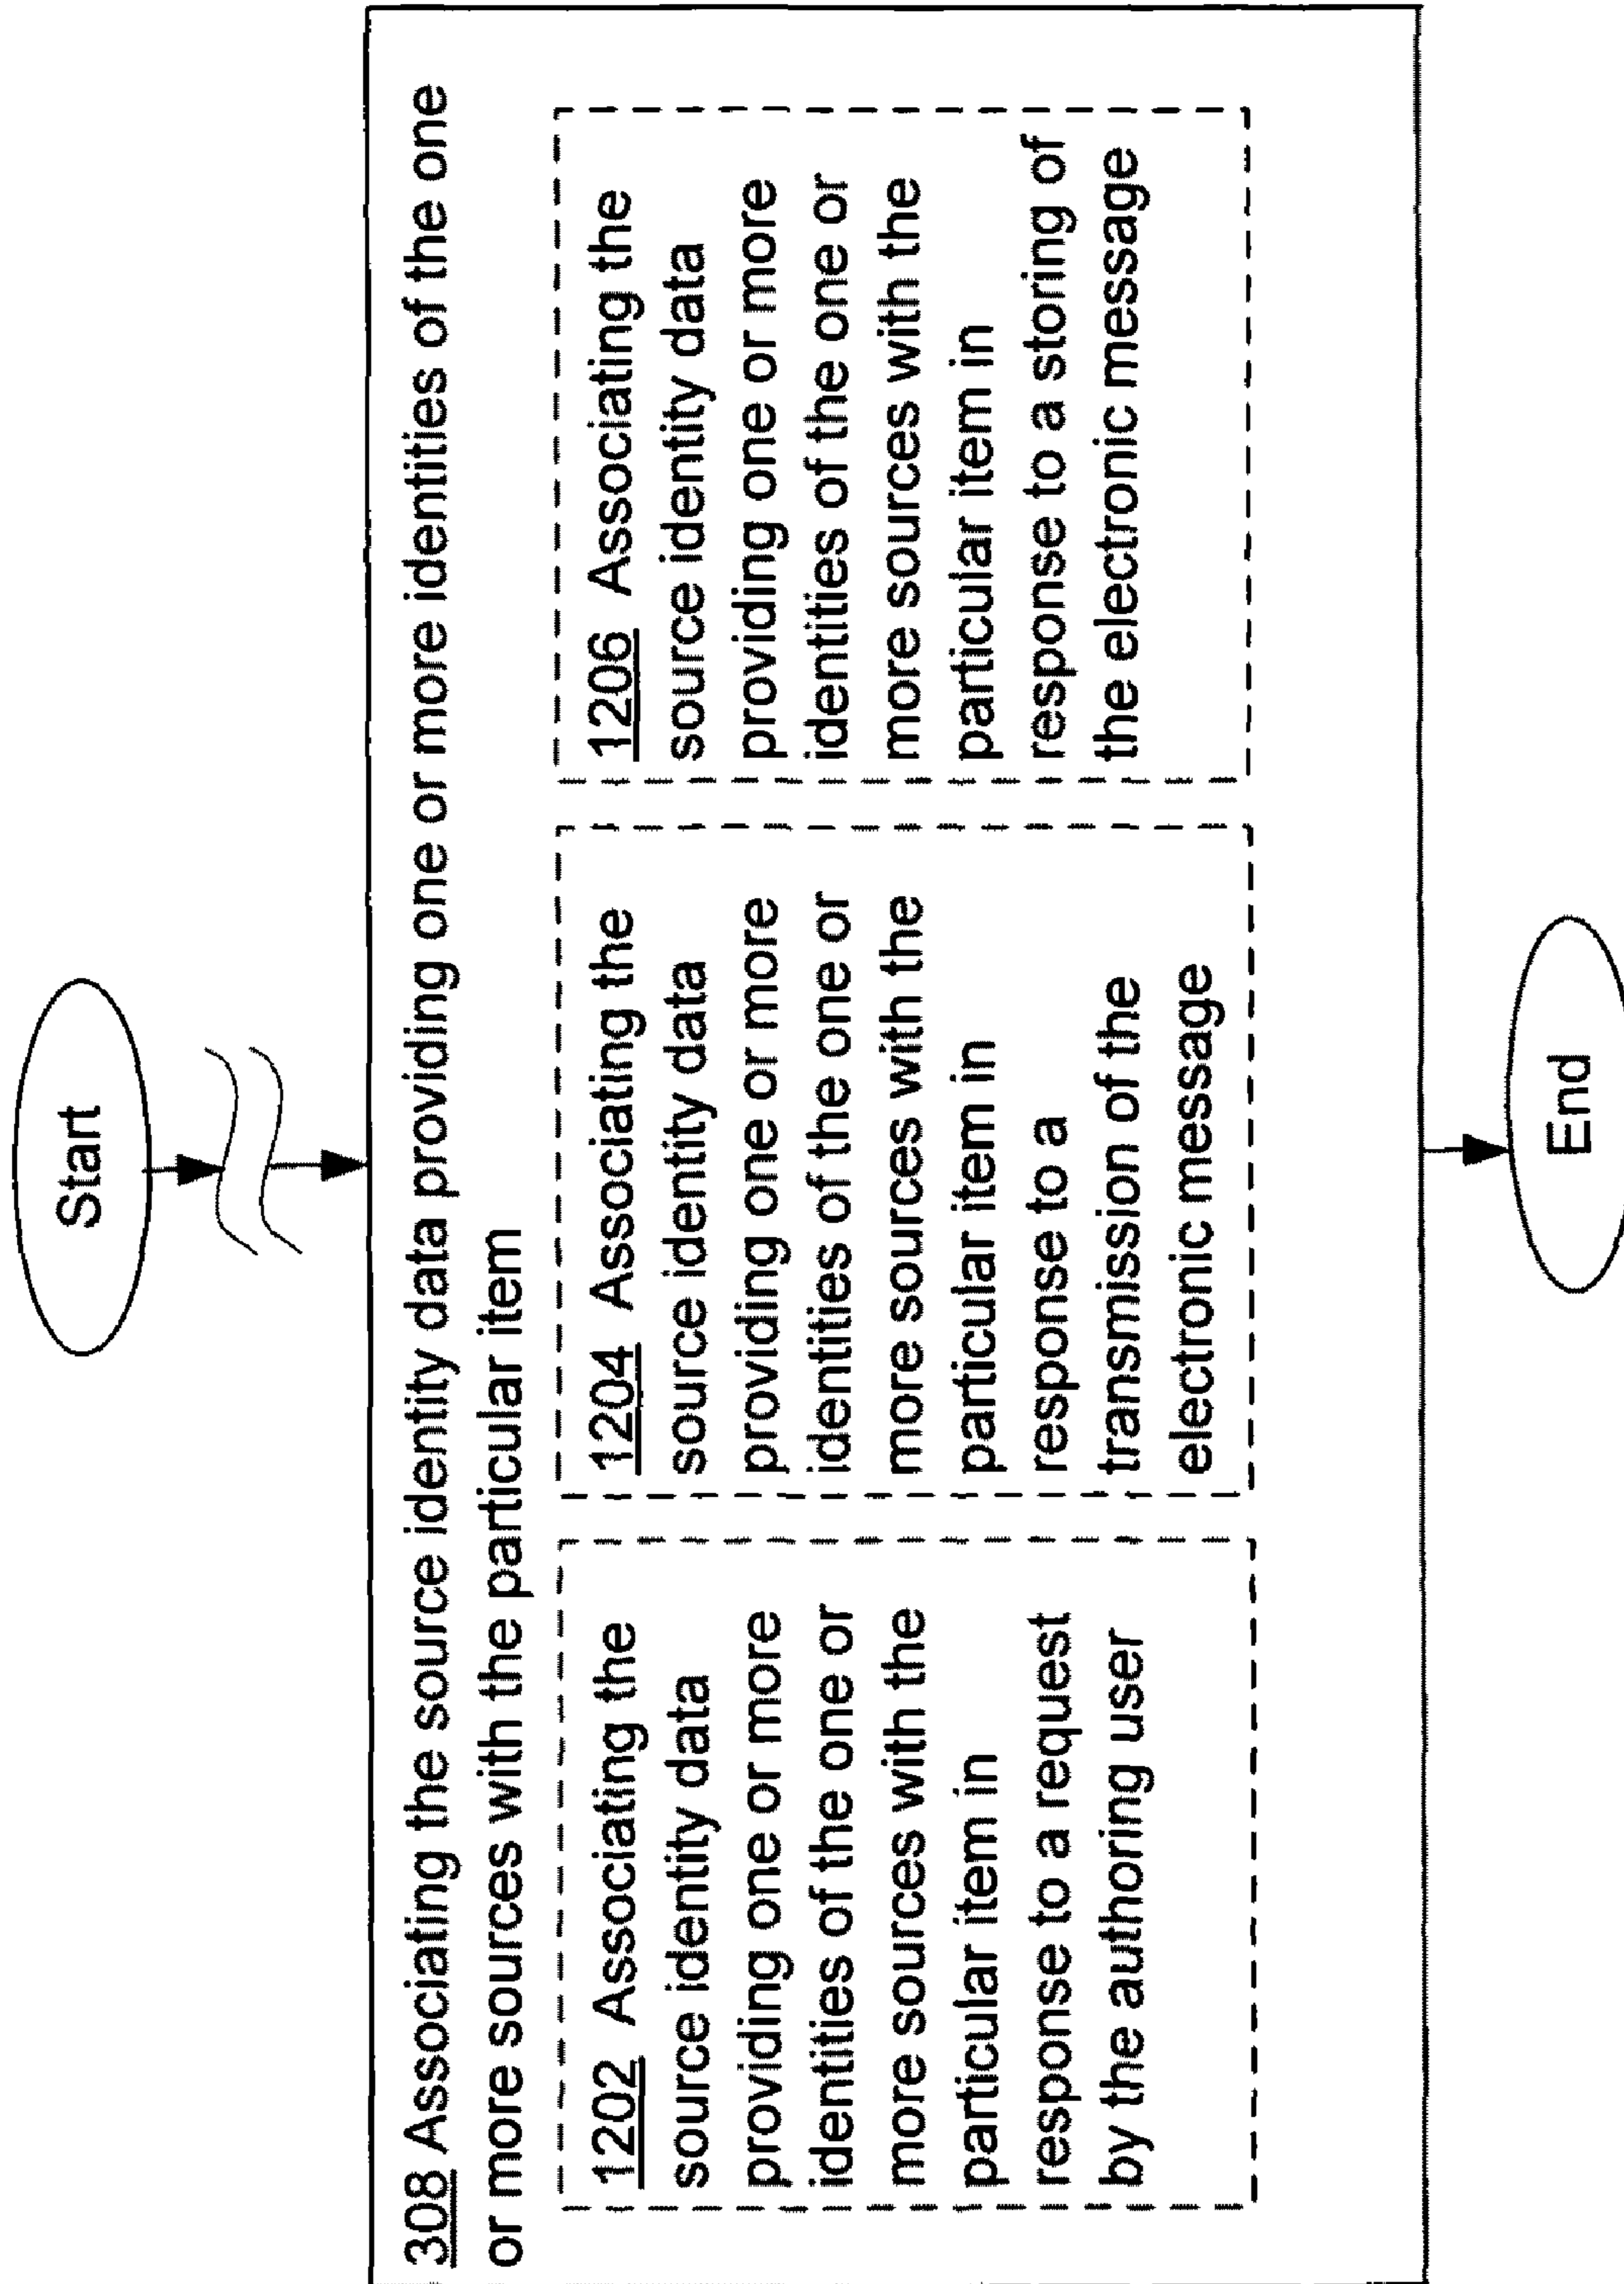 Start
308 Associating the source identity data providing one or more identities of the one
or more sources with the particular item
1202 Associating the
source identity data
providing one or more
identities of the one or
more sources with the
particular item in
response to a request
by the authoring user
1204 Associating the
source identity data
providing one or more
identities of the one or
more sources with the
particular item in
response to a
transmission of the
electronic message
1206 Associating the
source identity data
providing one or more
identities of the one or
more sources with the
particular item in
response to a storing of
the electronic message
End